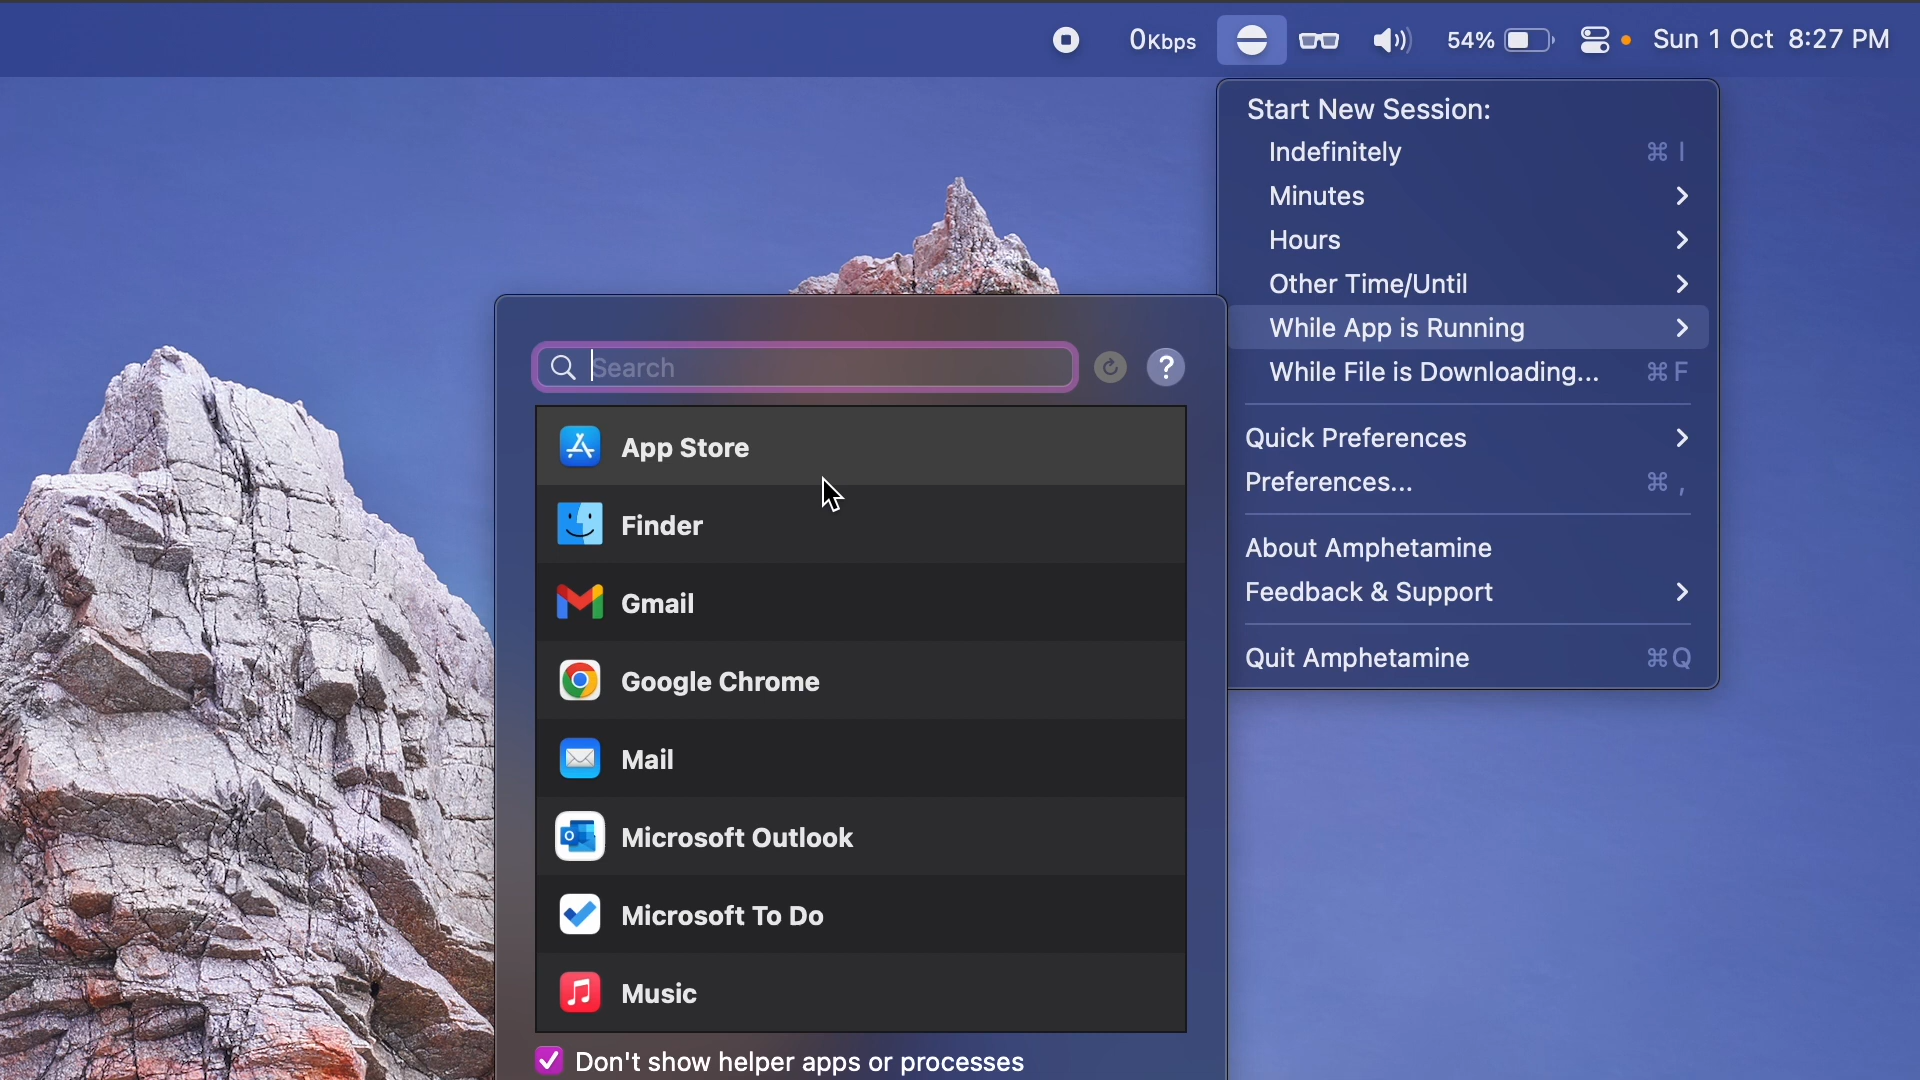 0Kbps 54% Sun 1 Oct 8:27 PM
Start New Session:
Indefinitely ⌘ I
Minutes
Hours
Other Time/Until
While App is Running
While File is Downloading... ⌘ F
Quick Preferences
Preferences... ⌘ ,
About Amphetamine
Feedback & Support
Quit Amphetamine ⌘Q
Search ?
App Store
Finder
Gmail
Google Chrome
Mail
Microsoft Outlook
Microsoft To Do
Music
Don't show helper apps or processes